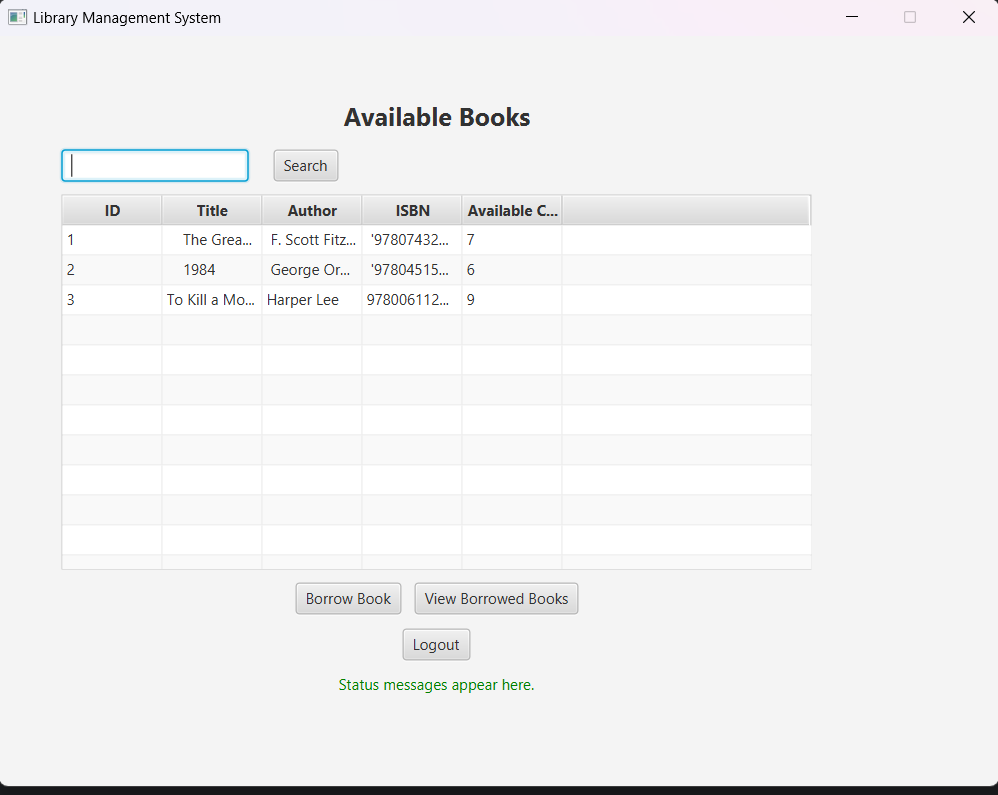 Library Management System
Available Books
Search
ID Title Author ISBN Available C...
1 The Grea... F. Scott Fitz... '97807432... 7
2 1984 George Or... '97804515... 6
3 To Kill a Mo... Harper Lee 978006112... 9
Borrow Book View Borrowed Books
Logout
Status messages appear here.